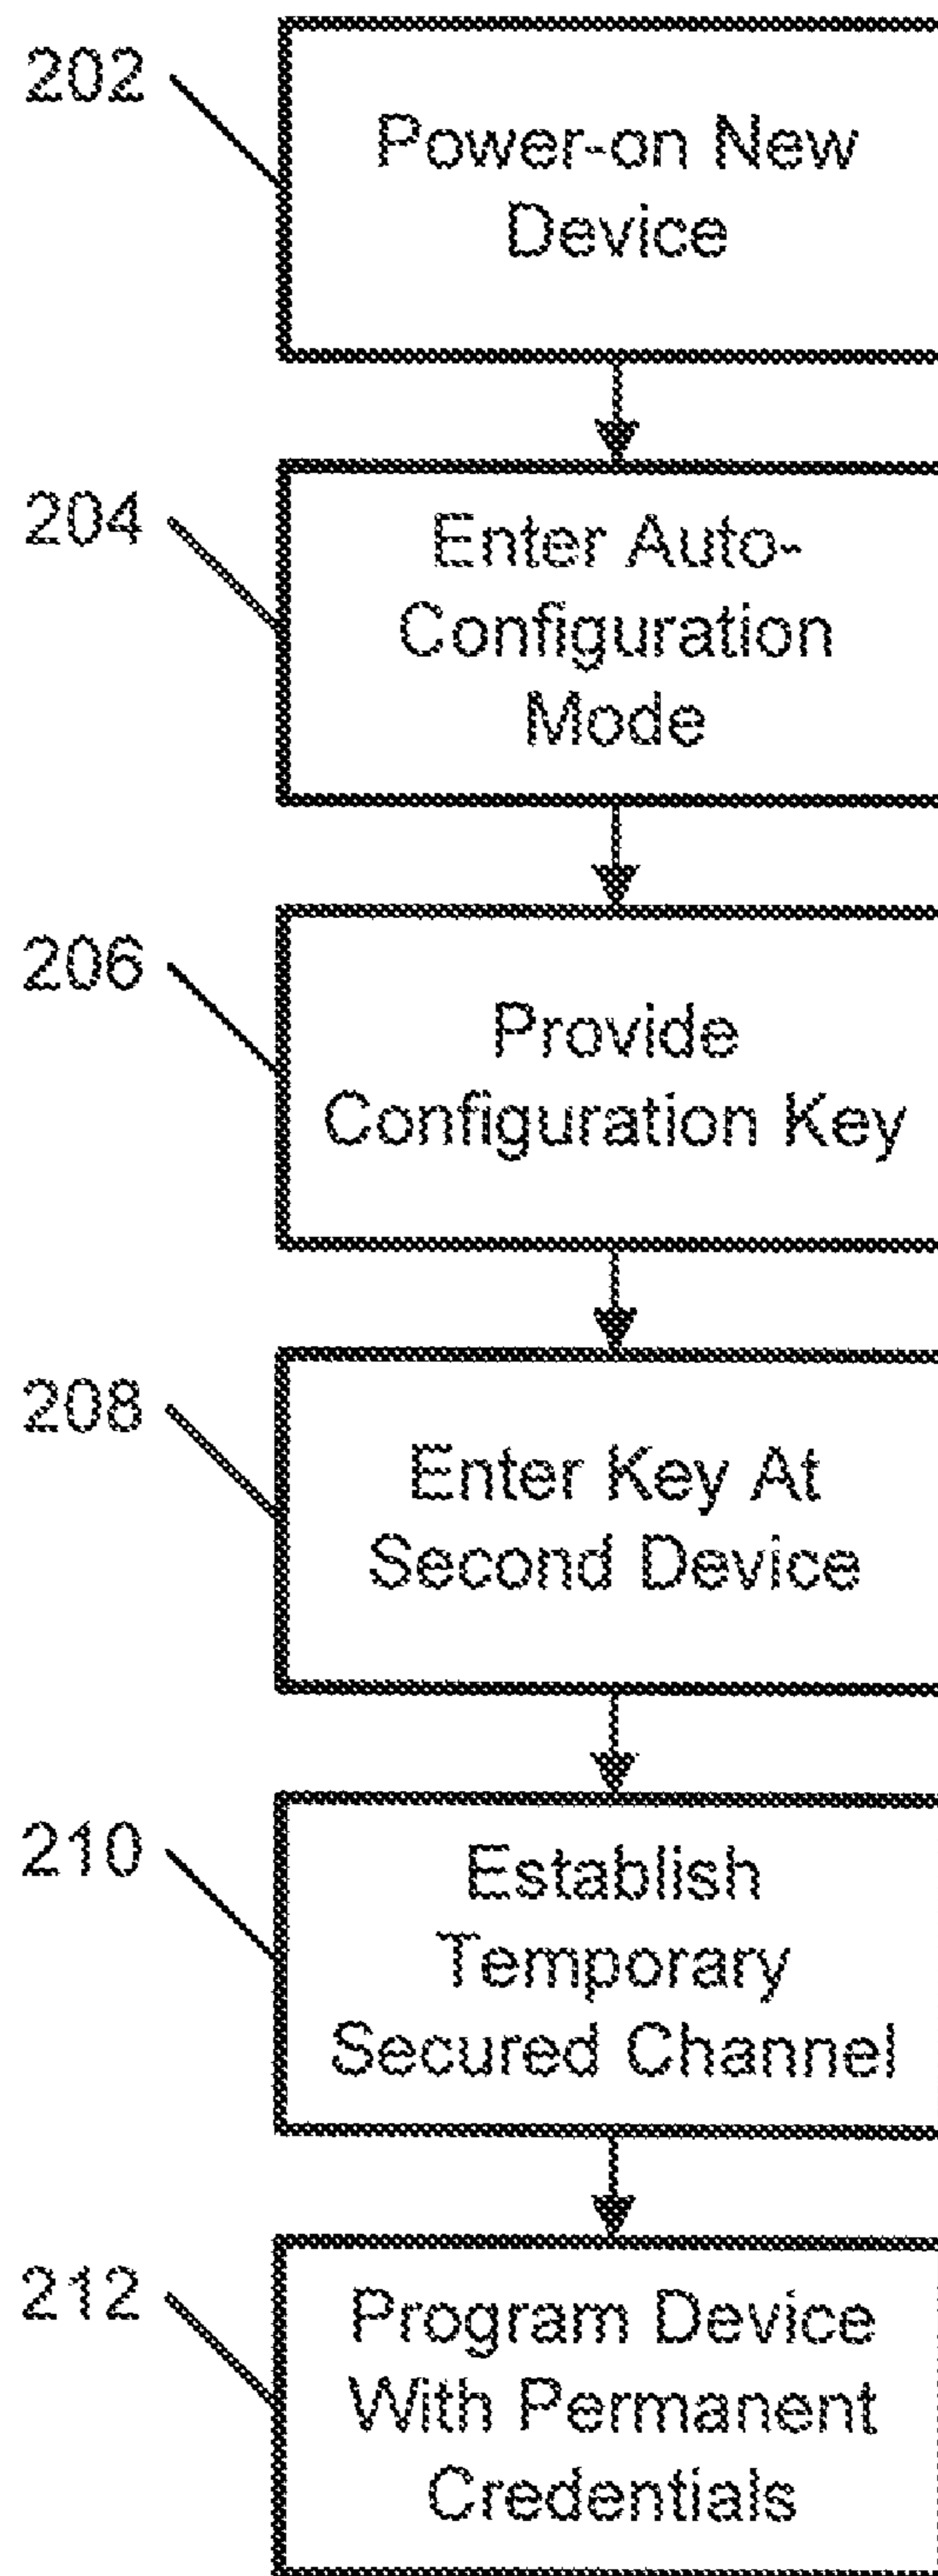 202
Power-on New
Device
204
Enter Auto-
Configuration
Mode
206
Provide
Configuration Key
208
Enter Key At
Second Device
210
Establish
Temporary
Secured Channel
212
Program Device
With Permanent
Credentials